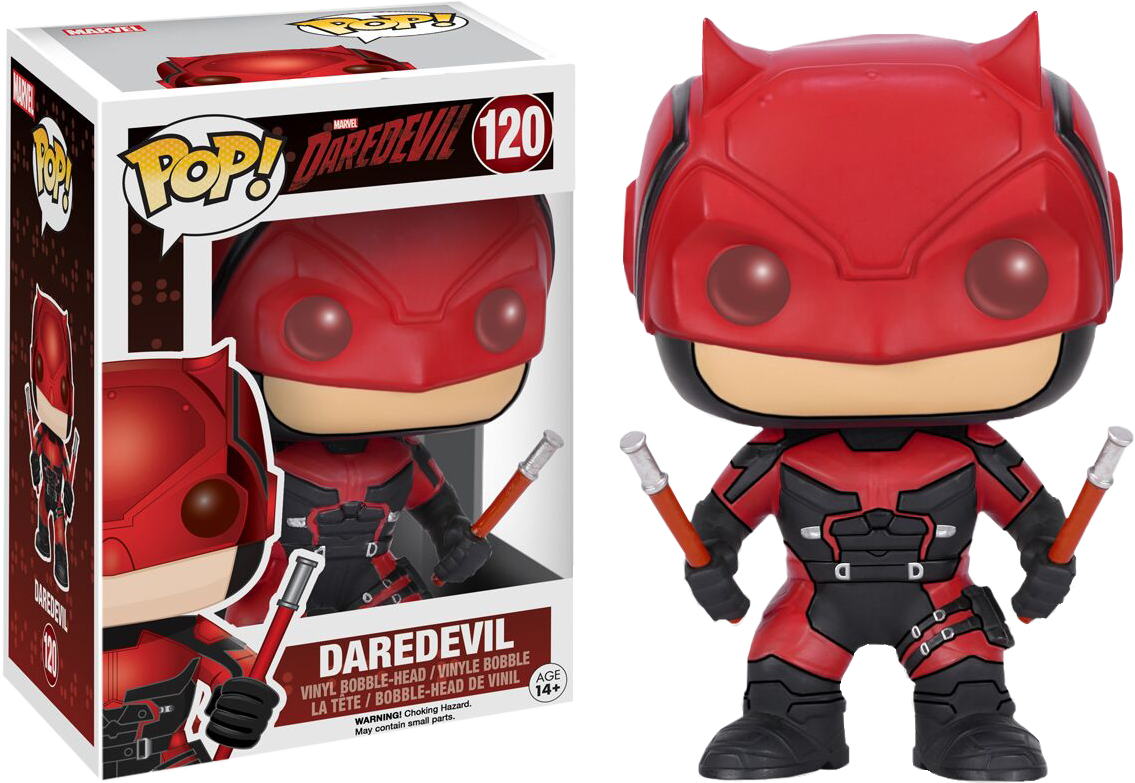 MARVEL
POP!
MARVEL
POP!
DAREDEVIL
120
POP!
MARVEL
DAREDEVIL
120
DAREDEVIL
VINYL BOBBLE-HEAD / VINYLE BOBBLE
LA TÊTE / BOBBLE-HEAD DE VINIL
AGE
14+
WARNING! Choking Hazard.
May contain small parts.